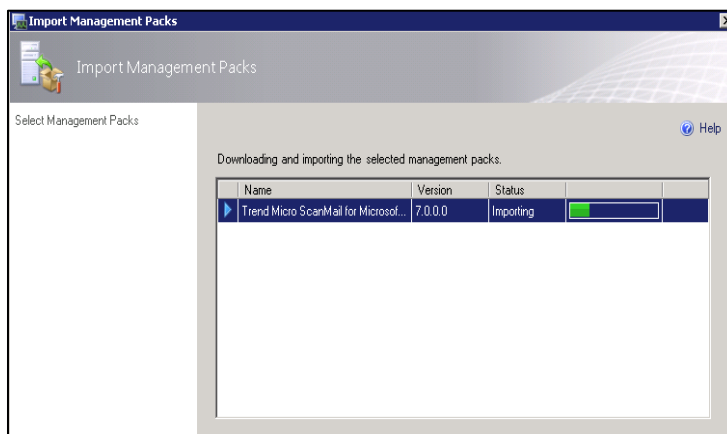 Import Management Packs
Import Management Packs
Select Management Packs
Help
Downloading and importing the selected management packs.
Name Version Status
Trend Micro ScanMail for Microsof... 7.0.0.0 Importing